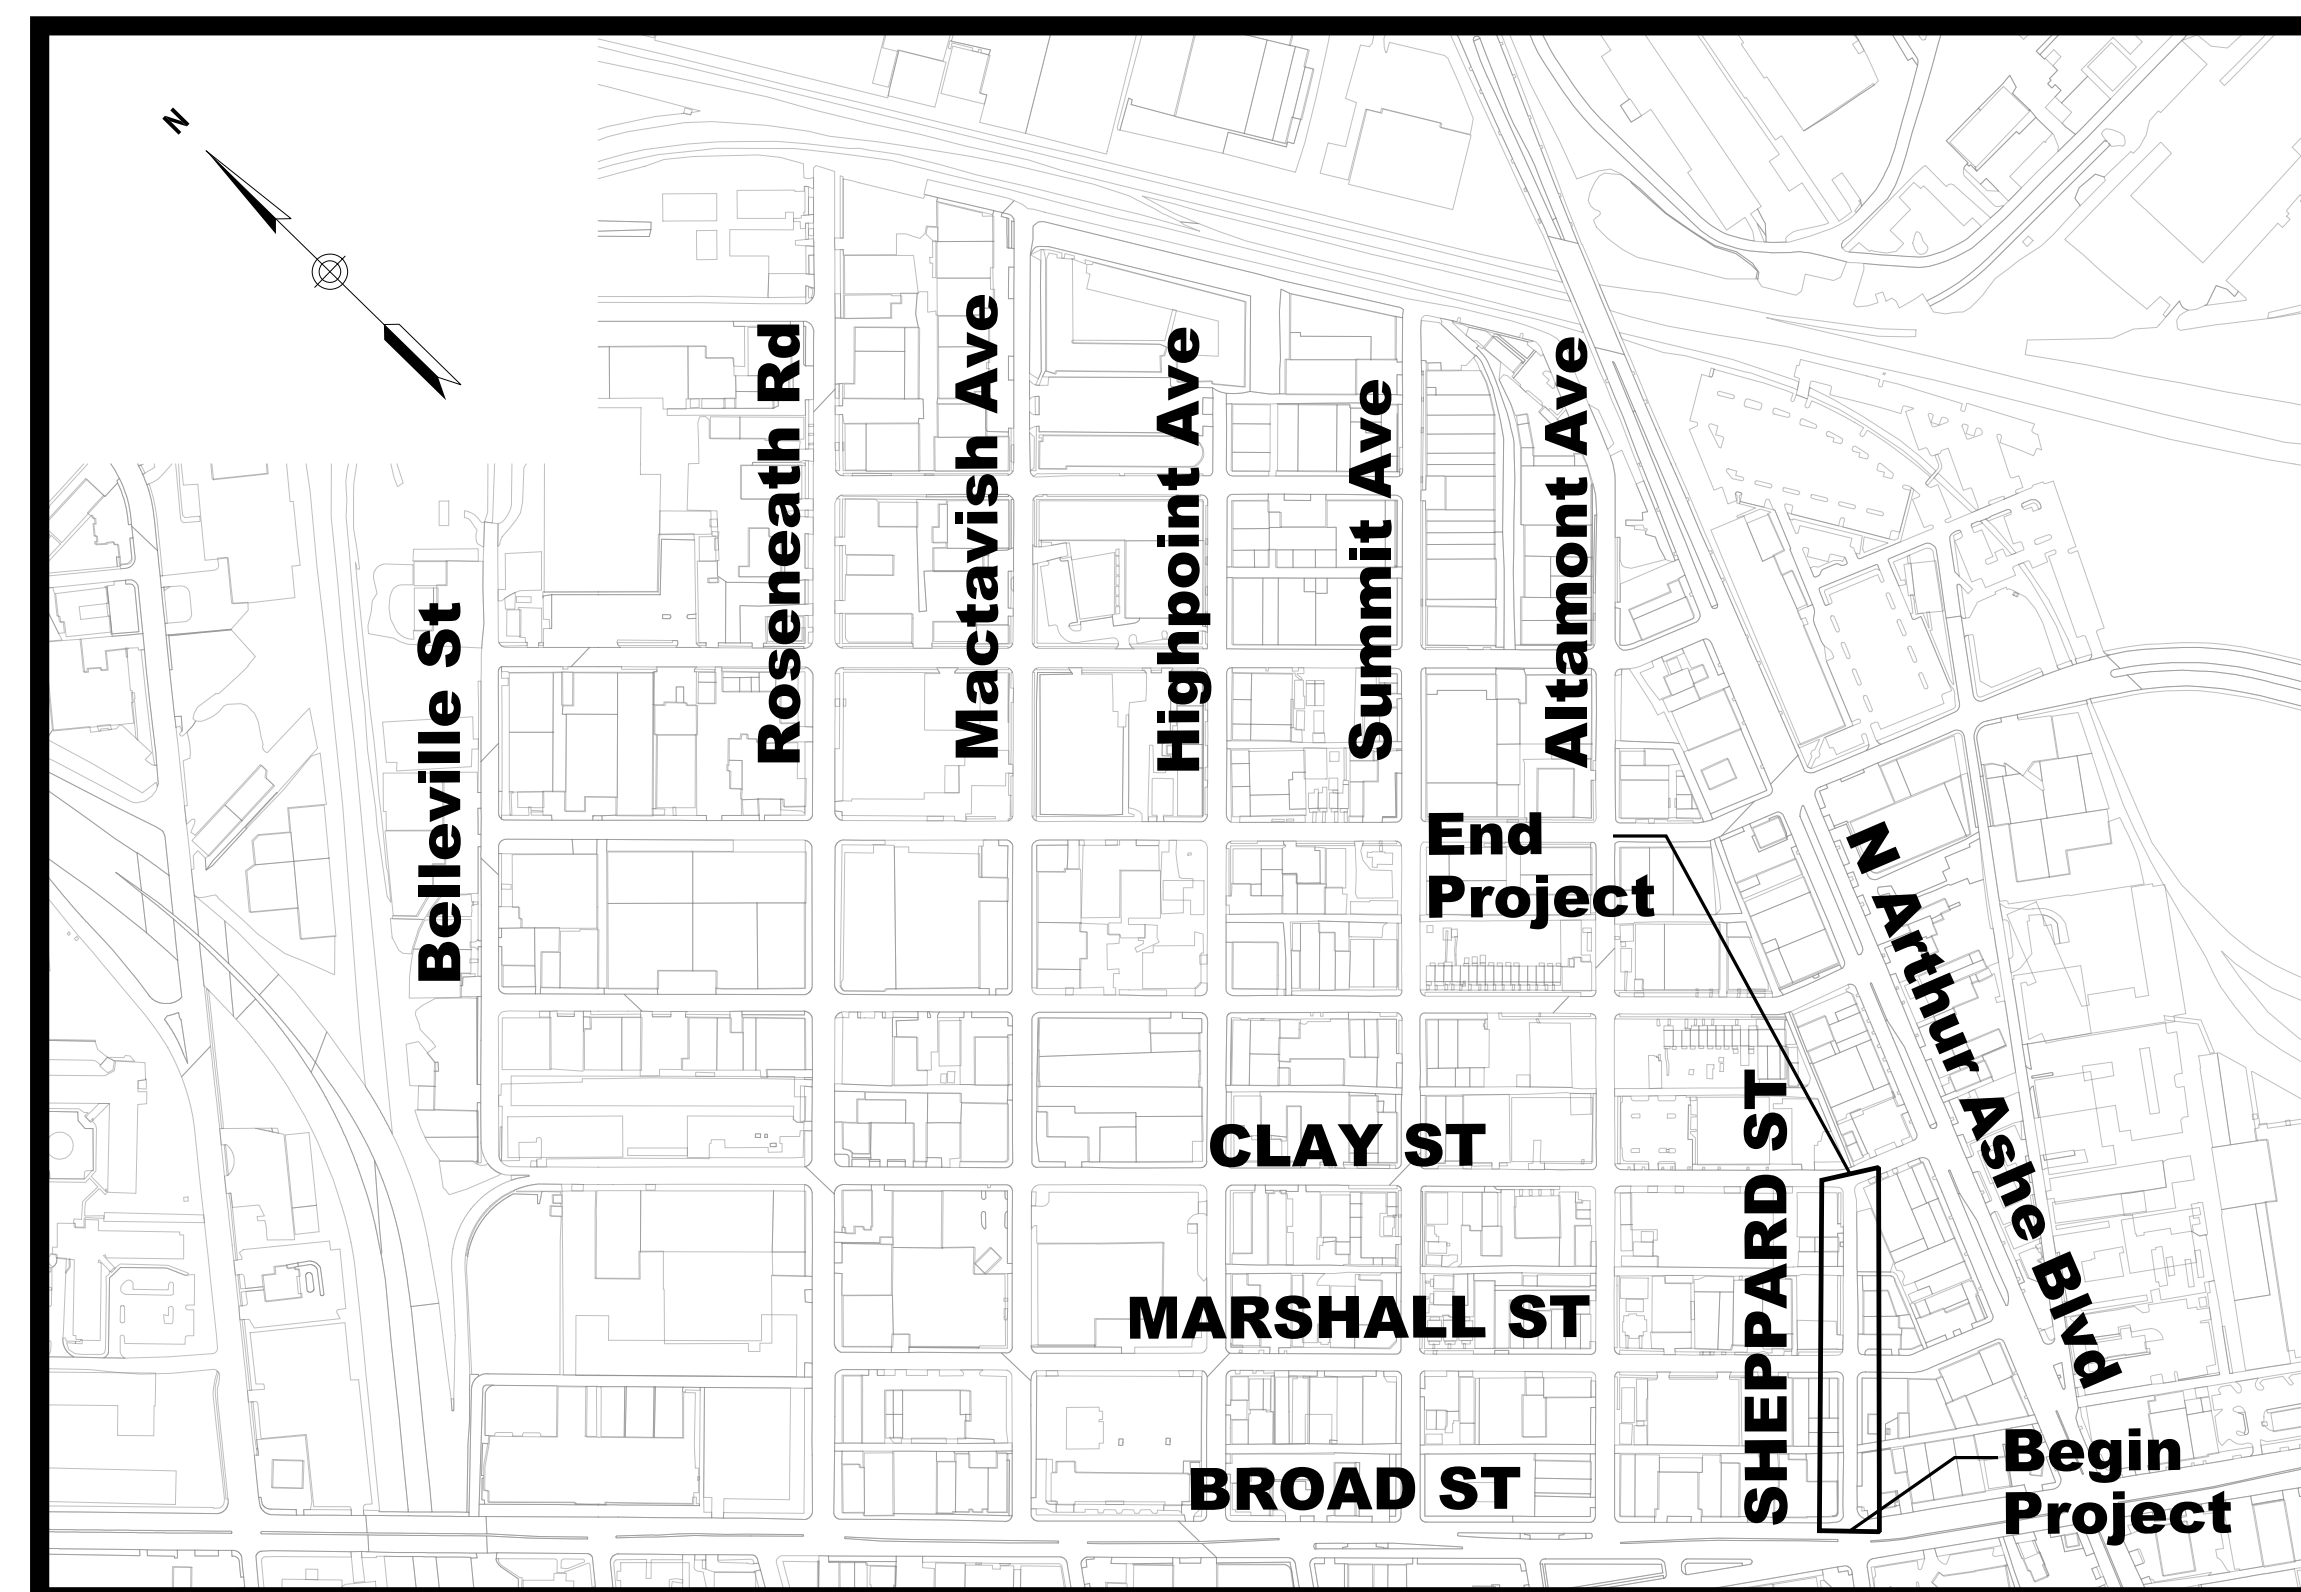 N
Roseneath Rd
Mactavish Ave
Highpoint Ave
Summit Ave
Altamont Ave
Belleville St
End
Project
N Arthur Ashe Blvd
CLAY ST
SHEPPARD ST
MARSHALL ST
BROAD ST
Begin
Project